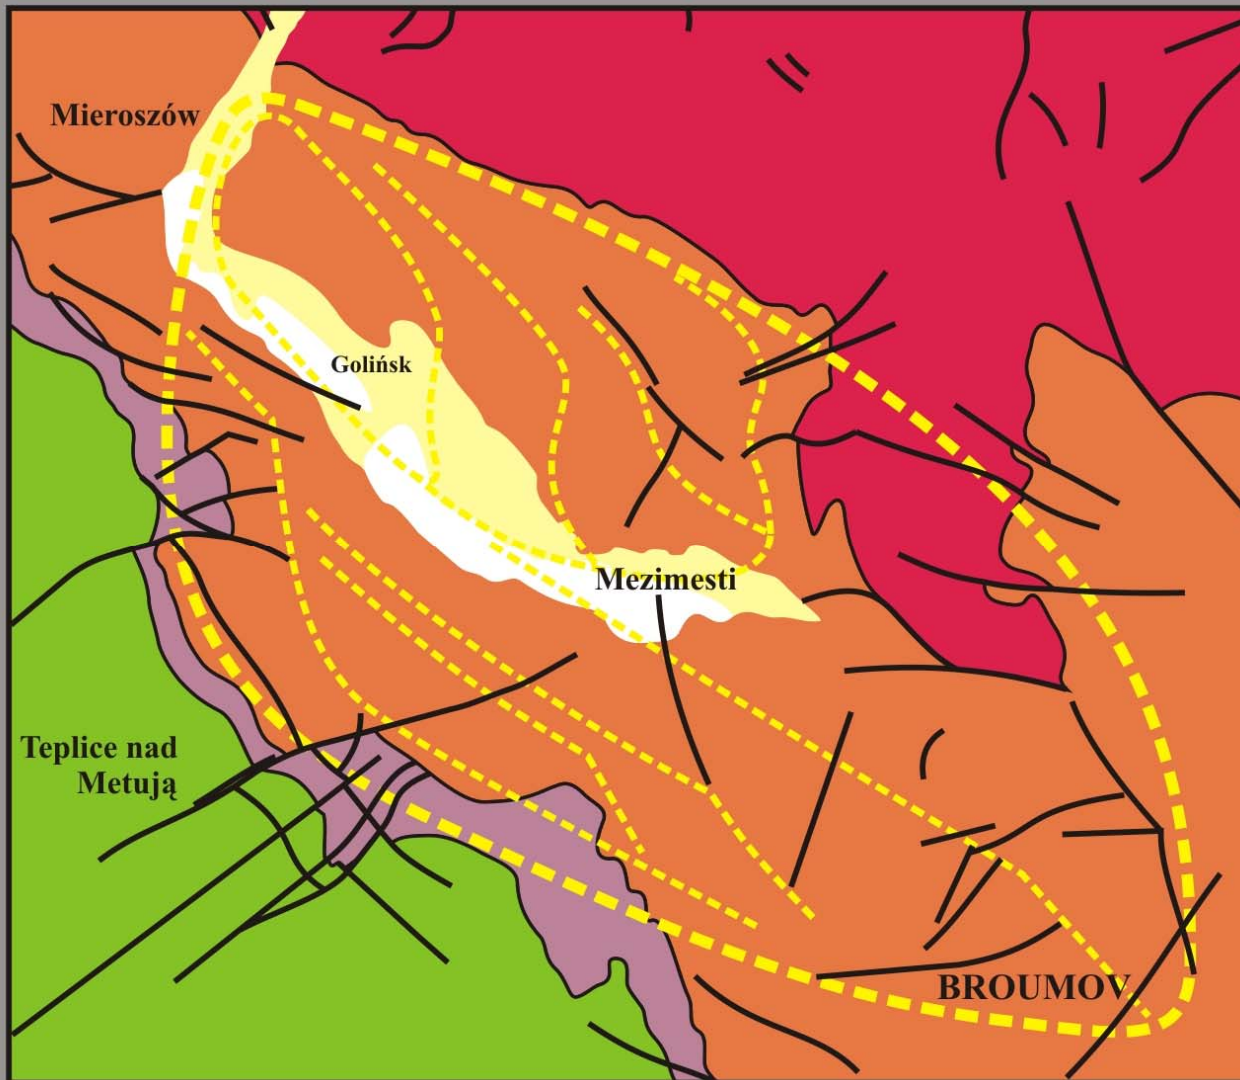 Mieroszów
Golińsk
Mezimesti
Teplice nad
Metują
BROUMOV